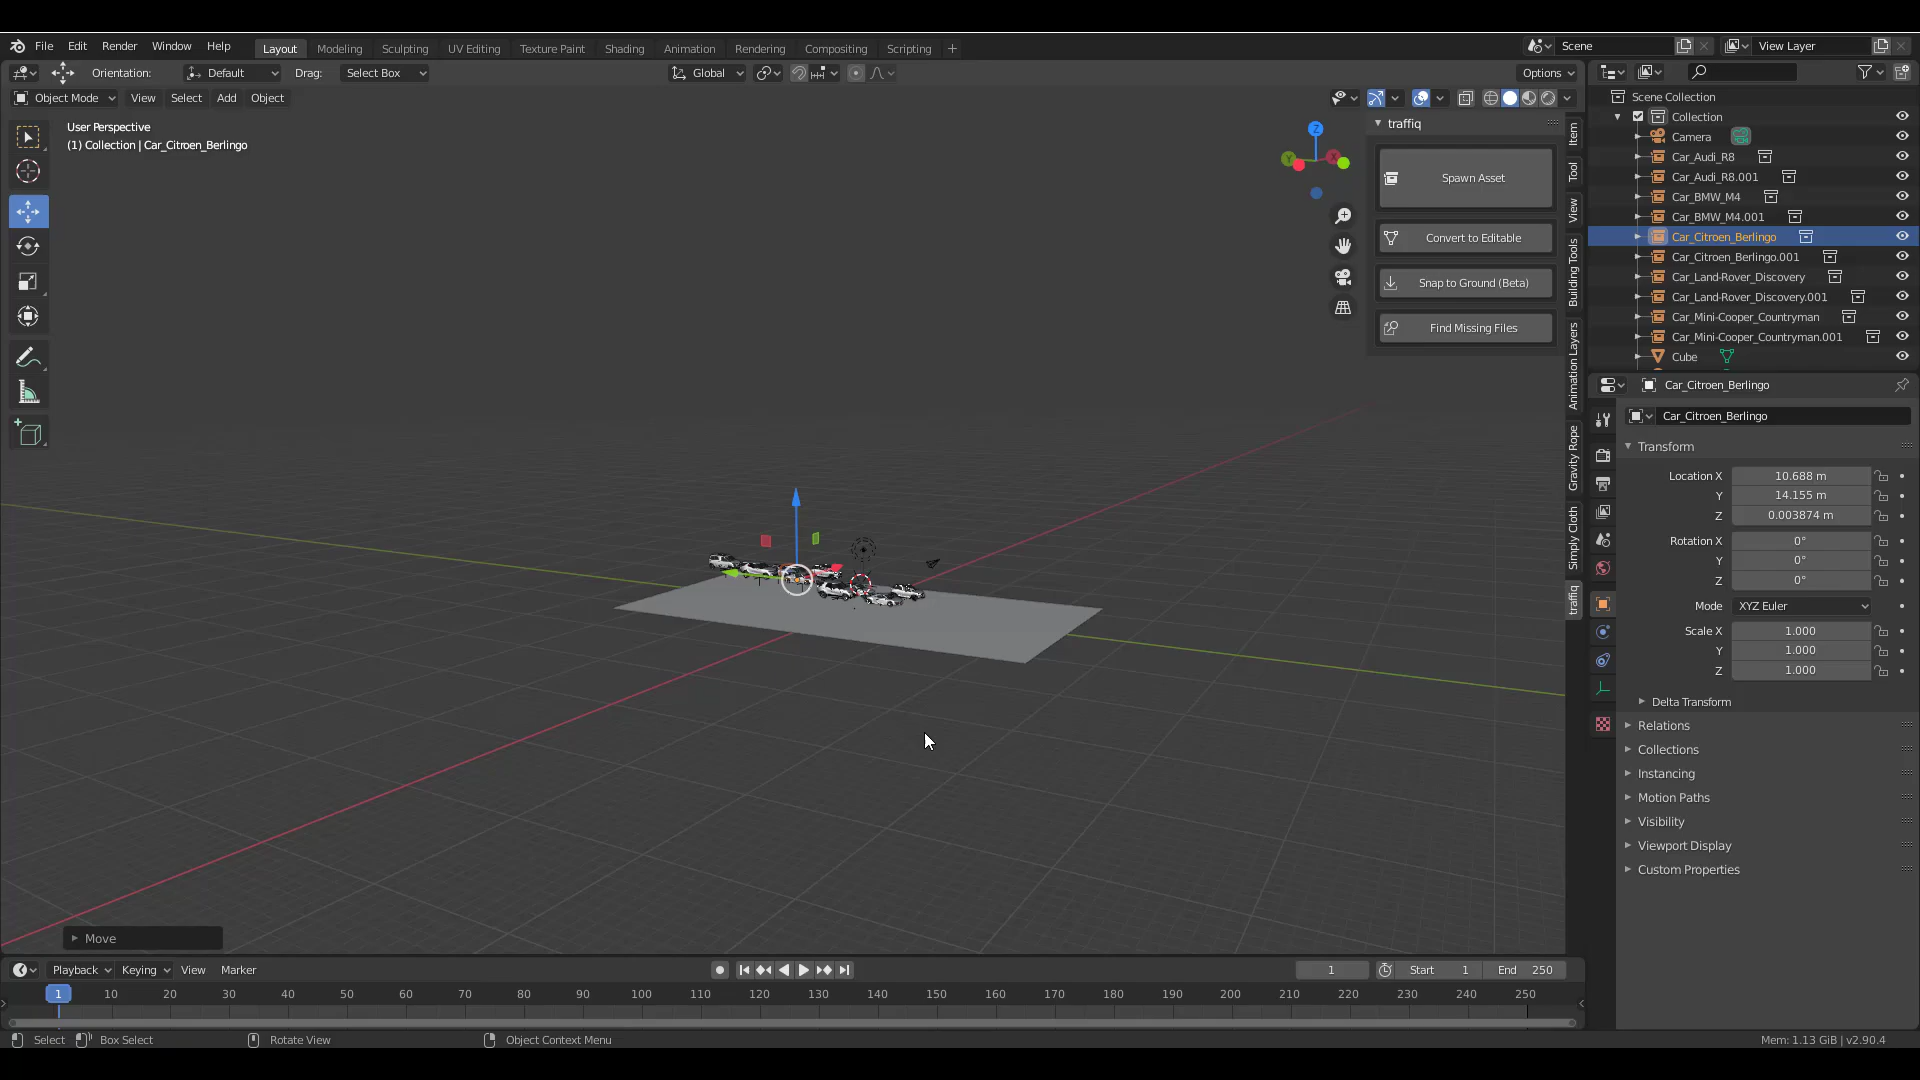 File Edit Render Window Help Layout Modeling Sculpting UV Editing Texture Paint Shading Animation Rendering Compositing Scripting + Scene View Layer
Orientation: Default Drag: Select Box Global Options
Object Mode View Select Add Object
User Perspective
(1) Collection | Car_Citroen_Berlingo
Z
Y
X
traffiq
Spawn Asset
Convert to Editable
Snap to Ground (Beta)
Find Missing Files
Item
Tool
View
Building Tools
Animation Layers
Gravity Rope
Simply Cloth
traffiq
Scene Collection
Collection
Camera
Car_Audi_R8
Car_Audi_R8.001
Car_BMW_M4
Car_BMW_M4.001
Car_Citroen_Berlingo
Car_Citroen_Berlingo.001
Car_Land-Rover_Discovery
Car_Land-Rover_Discovery.001
Car_Mini-Cooper_Countryman
Car_Mini-Cooper_Countryman.001
Cube
Car_Citroen_Berlingo
Car_Citroen_Berlingo
Transform
Location X 10.688 m
Y 14.155 m
Z 0.003874 m
Rotation X 0°
Y 0°
Z 0°
Mode XYZ Euler
Scale X 1.000
Y 1.000
Z 1.000
Delta Transform
Relations
Collections
Instancing
Motion Paths
Visibility
Viewport Display
Custom Properties
Move
Playback Keying View Marker 1 Start 1 End 250
1 10 20 30 40 50 60 70 80 90 100 110 120 130 140 150 160 170 180 190 200 210 220 230 240 250
Select Box Select Rotate View Object Context Menu Mem: 1.13 GiB | v2.90.4